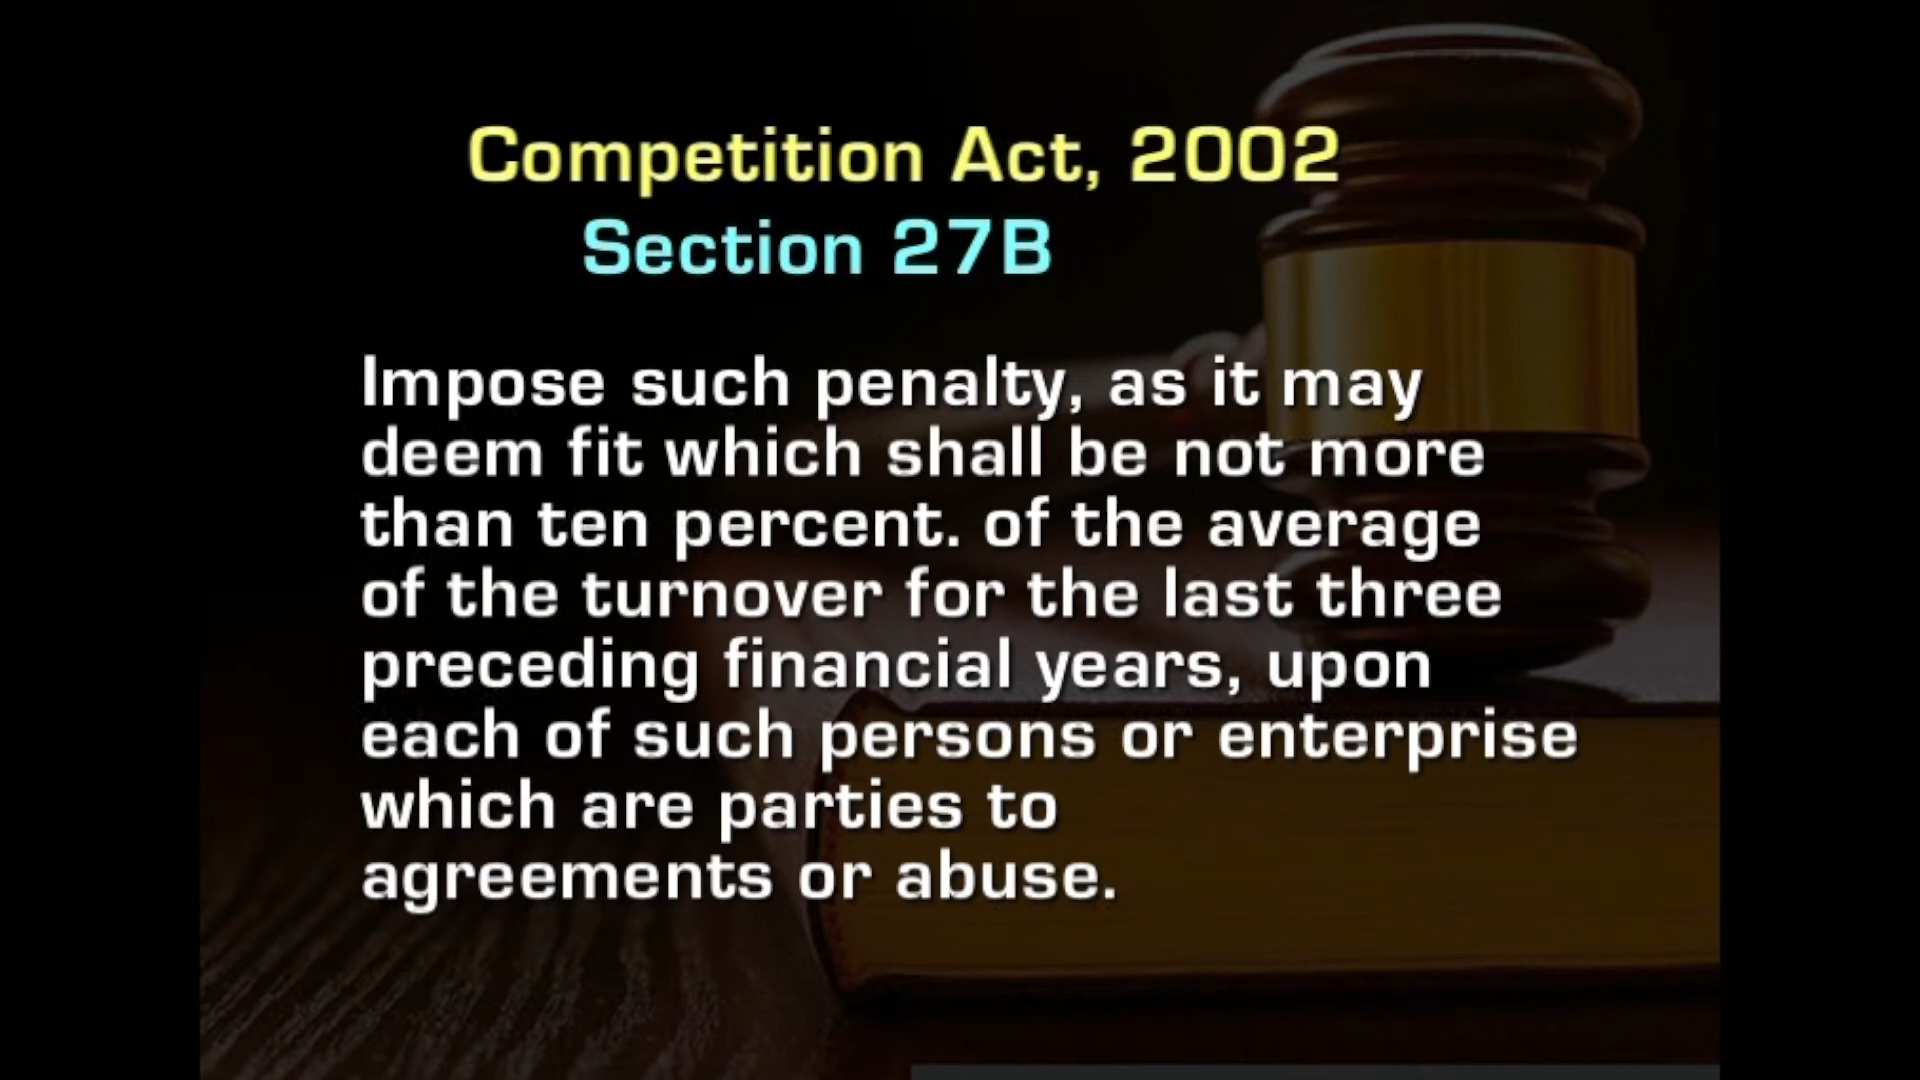 Competition Act, 2002
Section 27B
Impose such penalty, as it may
deem fit which shall be not more
than ten percent. of the average
of the turnover for the last three
preceding financial years, upon
each of such persons or enterprise
which are parties to
agreements or abuse.